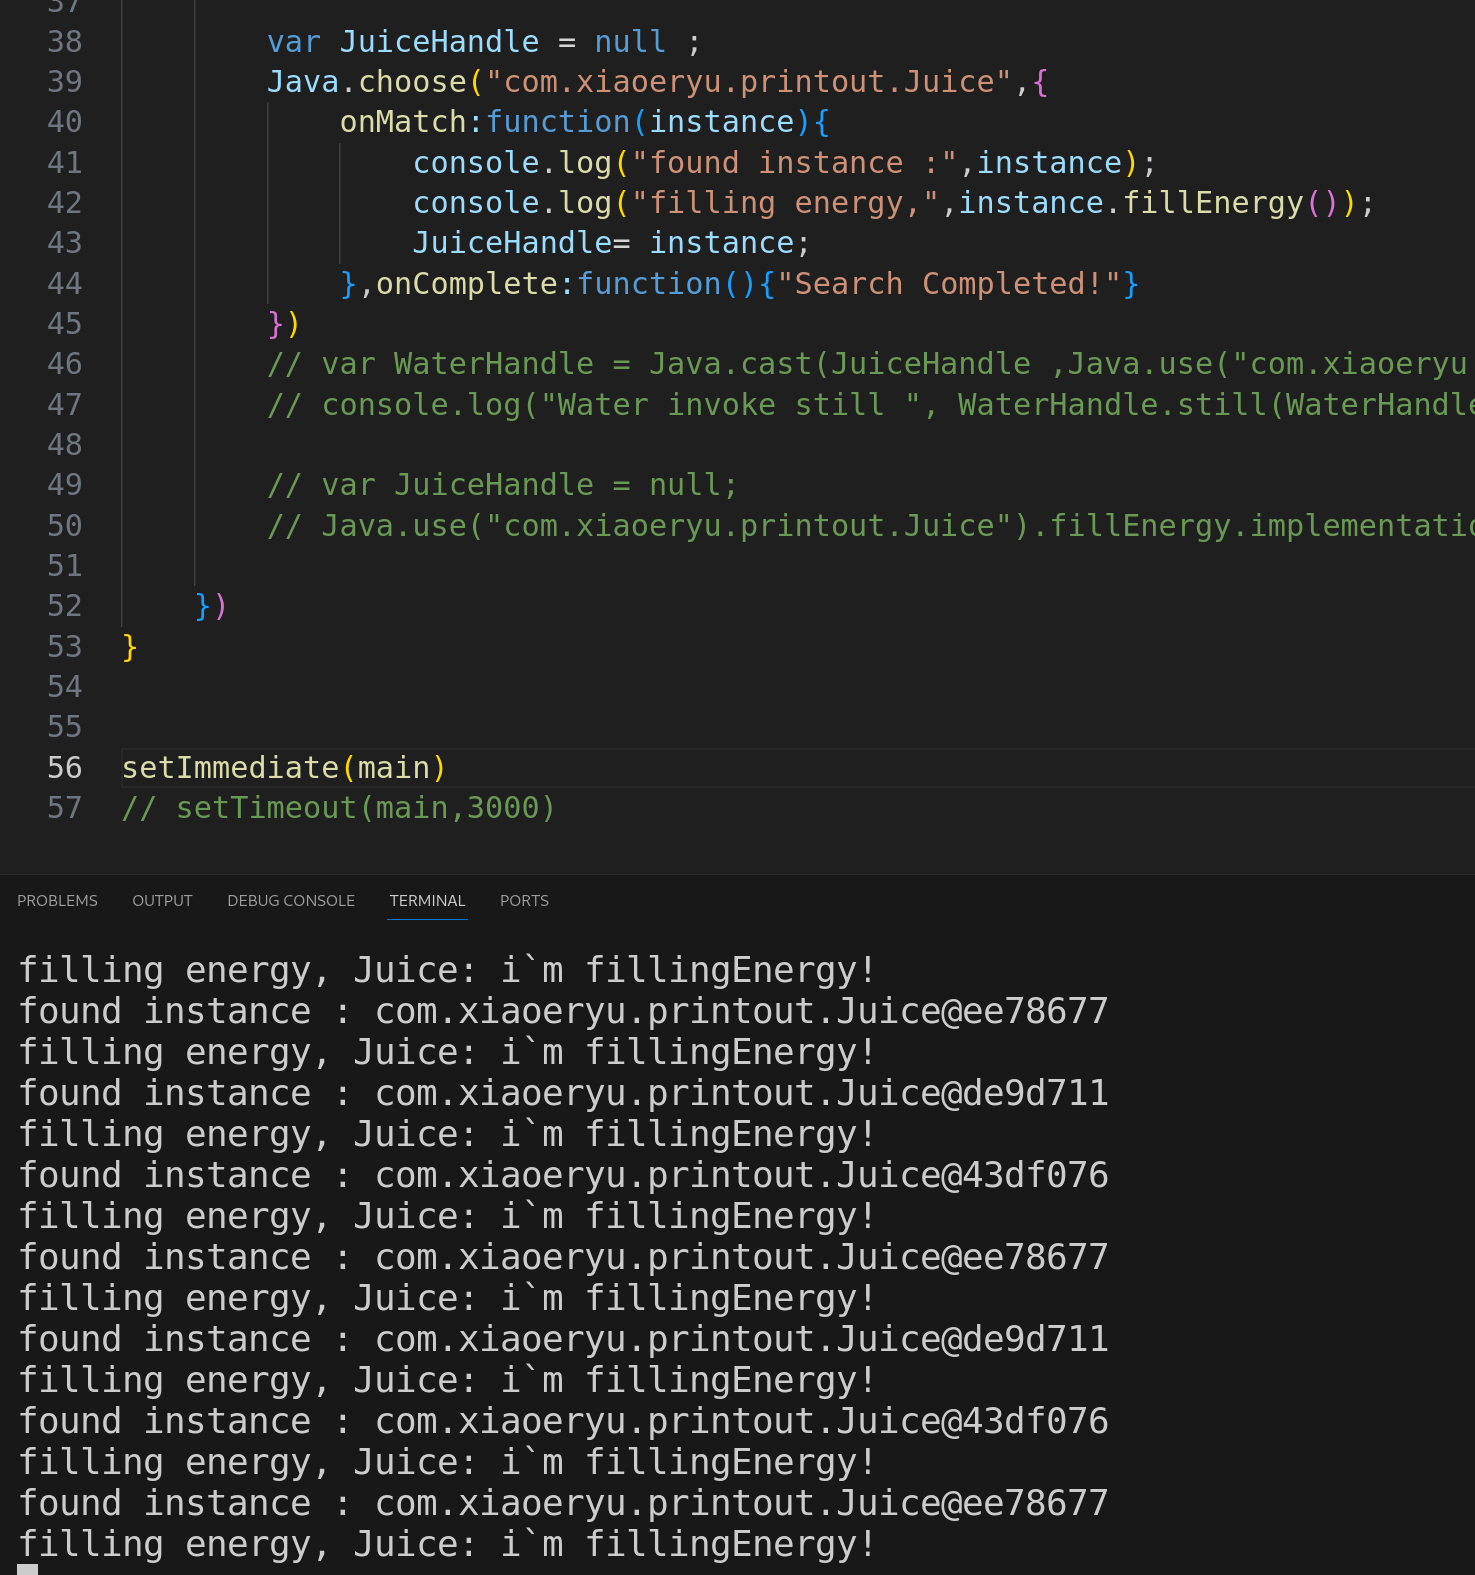 37
38 var JuiceHandle = null ;
39 Java.choose("com.xiaoeryu.printout.Juice",{
40 onMatch:function(instance){
41 console.log("found instance :",instance);
42 console.log("filling energy,",instance.fillEnergy());
43 JuiceHandle= instance;
44 },onComplete:function(){"Search Completed!"}
45 })
46 // var WaterHandle = Java.cast(JuiceHandle ,Java.use("com.xiaoeryu
47 // console.log("Water invoke still ", WaterHandle.still(WaterHandle
48
49 // var JuiceHandle = null;
50 // Java.use("com.xiaoeryu.printout.Juice").fillEnergy.implementatio
51
52 })
53 }
54
55
56 setImmediate(main)
57 // setTimeout(main,3000)
PROBLEMS OUTPUT DEBUG CONSOLE TERMINAL PORTS
filling energy, Juice: i`m fillingEnergy!
found instance : com.xiaoeryu.printout.Juice@ee78677
filling energy, Juice: i`m fillingEnergy!
found instance : com.xiaoeryu.printout.Juice@de9d711
filling energy, Juice: i`m fillingEnergy!
found instance : com.xiaoeryu.printout.Juice@43df076
filling energy, Juice: i`m fillingEnergy!
found instance : com.xiaoeryu.printout.Juice@ee78677
filling energy, Juice: i`m fillingEnergy!
found instance : com.xiaoeryu.printout.Juice@de9d711
filling energy, Juice: i`m fillingEnergy!
found instance : com.xiaoeryu.printout.Juice@43df076
filling energy, Juice: i`m fillingEnergy!
found instance : com.xiaoeryu.printout.Juice@ee78677
filling energy, Juice: i`m fillingEnergy!